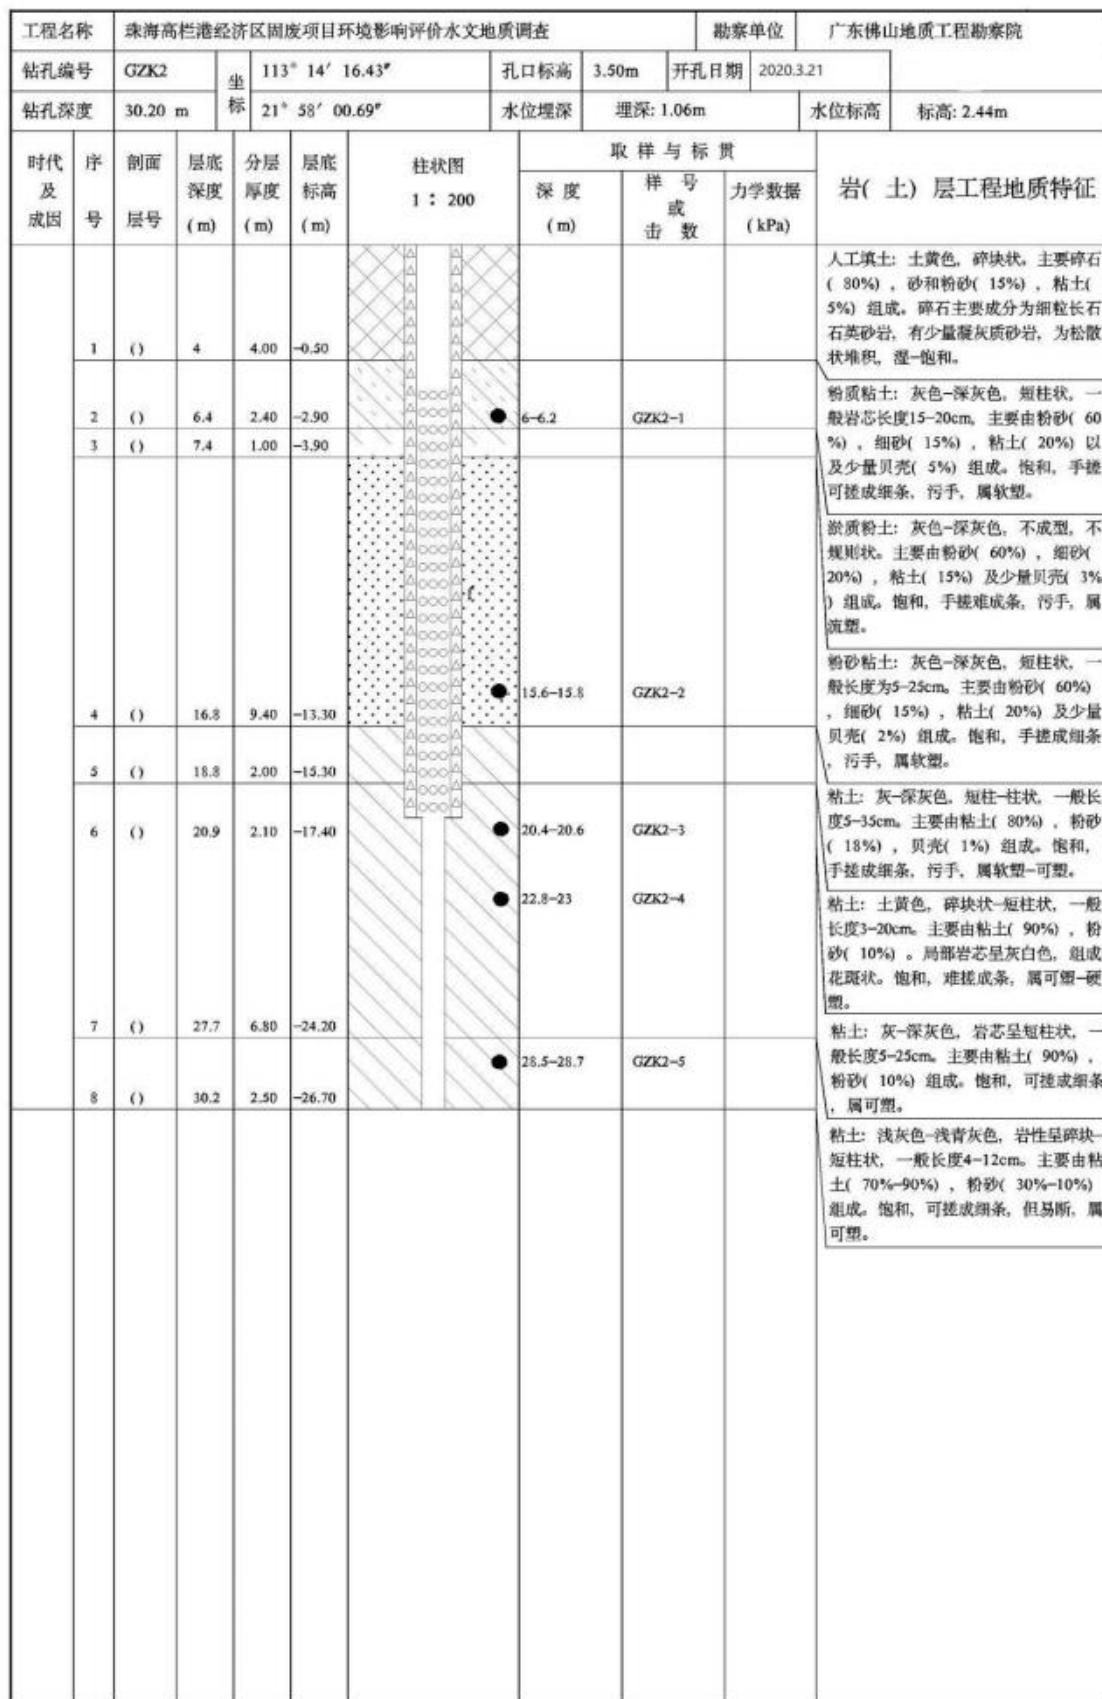 工程名称 珠海高栏港经济区固废项目环境影响评价水文地质调查 勘察单位 广东佛山地质工程勘察院
钻孔编号 GZK2 坐标 113° 14′ 16.43″ 孔口标高 3.50m 开孔日期 2020.3.21
钻孔深度 30.20 m 21° 58′ 00.69″ 水位埋深 埋深: 1.06m 水位标高 标高: 2.44m
时代及成因 序号 剖面层号 层底深度(m) 分层厚度(m) 层底标高(m) 柱状图 1：200 取样与标贯 岩( 土) 层工程地质特征
深度(m) 样号或击数 力学数据(kPa)
1 () 4 4.00 -0.50
2 () 6.4 2.40 -2.90 6-6.2 GZK2-1
3 () 7.4 1.00 -3.90
4 () 16.8 9.40 -13.30 15.6-15.8 GZK2-2
5 () 18.8 2.00 -15.30
6 () 20.9 2.10 -17.40 20.4-20.6 GZK2-3
22.8-23 GZK2-4
7 () 27.7 6.80 -24.20
28.5-28.7 GZK2-5
8 () 30.2 2.50 -26.70
人工填土: 土黄色, 碎块状。主要碎石
( 80%) , 砂和粉砂( 15%) , 粘土(
5%) 组成。碎石主要成分为细粒长石
石英砂岩, 有少量凝灰质砂岩, 为松散
状堆积, 湿-饱和。
粉质粘土: 灰色-深灰色, 短柱状, 一
般岩芯长度15-20cm, 主要由粉砂( 60
%) , 细砂( 15%) , 粘土( 20%) 以
及少量贝壳( 5%) 组成。饱和, 手搓
可搓成细条, 污手, 属软塑。
淤质粉土: 灰色-深灰色, 不成型, 不
规则状。主要由粉砂( 60%) , 细砂(
20%) , 粘土( 15%) 及少量贝壳( 3%
) 组成。饱和, 手搓难成条, 污手, 属
流塑。
粉砂粘土: 灰色-深灰色, 短柱状, 一
般长度为5-25cm。主要由粉砂( 60%)
, 细砂( 15%) , 粘土( 20%) 及少量
贝壳( 2%) 组成。饱和, 手搓成细条
, 污手, 属软塑。
粘土: 灰-深灰色, 短柱-柱状, 一般长
度5-35cm。主要由粘土( 80%) , 粉砂
( 18%) , 贝壳( 1%) 组成。饱和,
手搓成细条, 污手, 属软塑-可塑。
粘土: 土黄色, 碎块状-短柱状, 一般
长度3-20cm。主要由粘土( 90%) , 粉
砂( 10%) 。局部岩芯呈灰白色, 组成
花斑状。饱和, 难搓成条, 属可塑-硬
塑。
粘土: 灰-深灰色, 岩芯呈短柱状, 一
般长度5-25cm。主要由粘土( 90%) ,
粉砂( 10%) 组成。饱和, 可搓成细条
, 属可塑。
粘土: 浅灰色-浅青灰色, 岩性呈碎块-
短柱状, 一般长度4-12cm。主要由粘
土( 70%-90%) , 粉砂( 30%-10%)
组成。饱和, 可搓成细条, 但易断, 属
可塑。